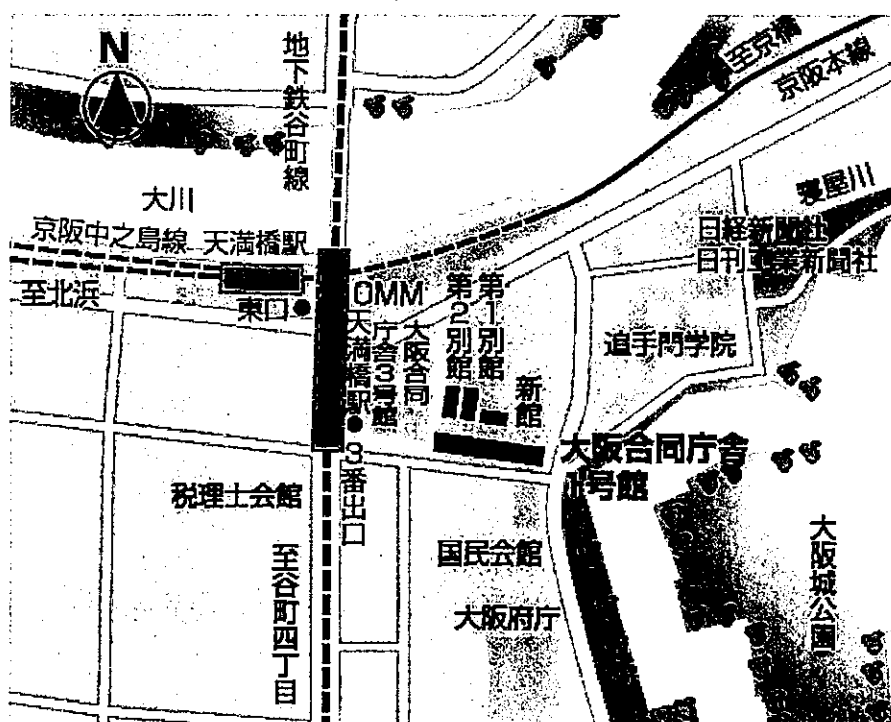 N
地下鉄谷町線
至京橋
京阪本線
大川
寝屋川
京阪中之島線
天満橋駅
日経新聞社
日刊工業新聞社
至北浜
東口
OMM
天満橋駅
大阪合同
庁舎3号館
第2別館
第1別館
新館
追手門学院
3番出口
大阪合同庁舎
1号館
税理士会館
国民会館
大阪府庁
至谷町四丁目
大阪城公園